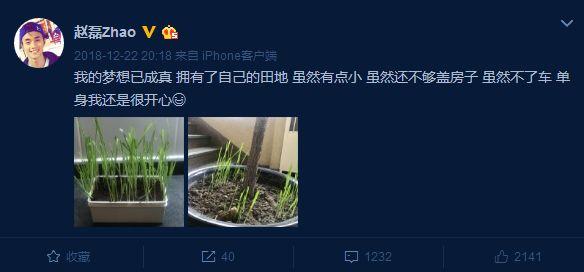 赵磊Zhao
2018-12-22 20:18 来自 iPhone客户端
我的梦想已成真 拥有了自己的田地 虽然有点小 虽然还不够盖房子 虽然不了车 单
身我还是很开心
收藏
40
1232
2141